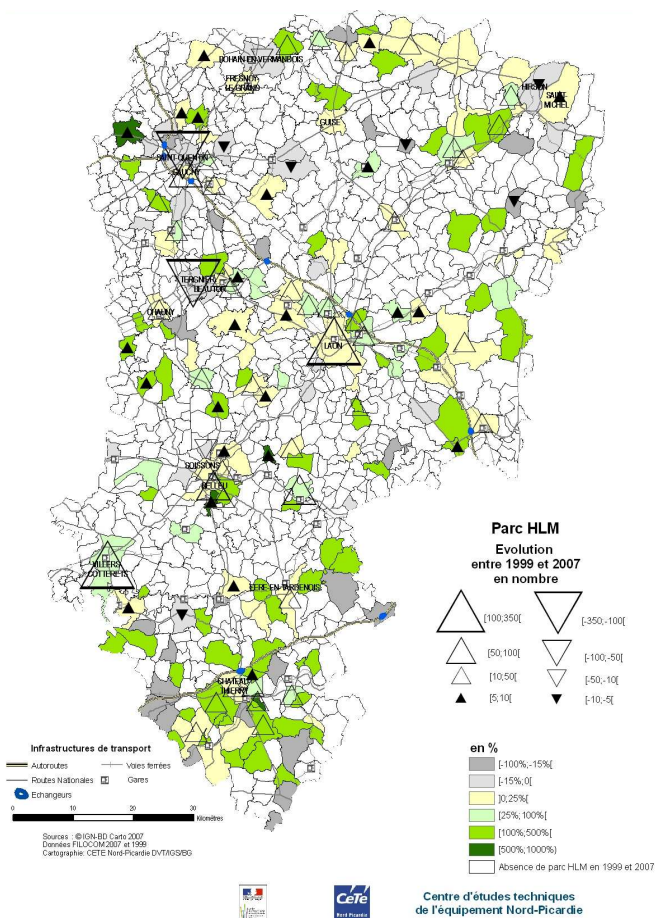 BOHAIN-EN-VERMANDOIS
FRESNOY
-LE-GRAND
HIRSON
SAINT-
MICHEL
GUISE
SAINT-QUENTIN
GAUCHY
TERGNIER
BEAUTOR
CHAUNY
LAON
SOISSONS
BELLEU
VILLERS
COTTERETS
FERE-EN-TARDENOIS
CHATEAU
THIERRY
Parc HLM
Evolution
entre 1999 et 2007
en nombre
[100;350[ [-350;-100[
[50;100[ [-100;-50[
[10;50[ [-50;-10[
[5;10[ [-10;-5[
Infrastructures de transport
Autoroutes Voies ferrées
Routes Nationales Gares
Echangeurs
0 10 20 30
Kilomètres
Sources : ©IGN-BD Carto 2007
Données FILOCOM 2007 et 1999
Cartographie: CETE Nord-Picardie DVT/IGS/BG
en %
[-100%;-15%[
[-15%;0[
]0;25%[
[25%;100%[
[100%;500%[
[500%;1000%)
Absence de parc HLM en 1999 et 2007
CeTe
Nord Picardie
Centre d'études techniques
de l'équipement Nord-Picardie